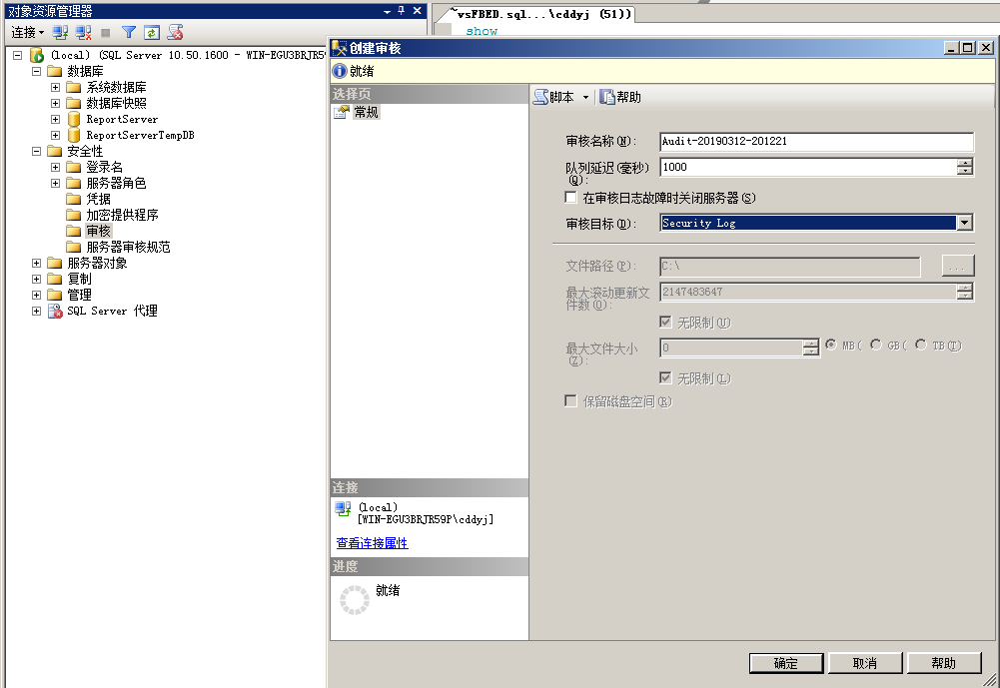 对象资源管理器
连接
(local) (SQL Server 10.50.1600 - WIN-EGU3BRJR59
数据库
系统数据库
数据库快照
ReportServer
ReportServerTempDB
安全性
登录名
服务器角色
凭据
加密提供程序
审核
服务器审核规范
服务器对象
复制
管理
SQL Server 代理
~vsFBED.sql...\cddyj (51))
show
创建审核
就绪
选择页
常规
脚本
帮助
审核名称(N):
Audit-20190312-201221
队列延迟(毫秒)
(Q):
1000
在审核日志故障时关闭服务器(S)
审核目标(D):
Security Log
文件路径(P):
C:\
...
最大滚动更新文
件数(O):
2147483647
无限制(U)
最大文件大小
(Z):
0
MB(
GB(
TB(T)
无限制(L)
保留磁盘空间(R)
连接
(local)
[WIN-EGU3BRJR59P\cddyj]
查看连接属性
进度
就绪
确定
取消
帮助